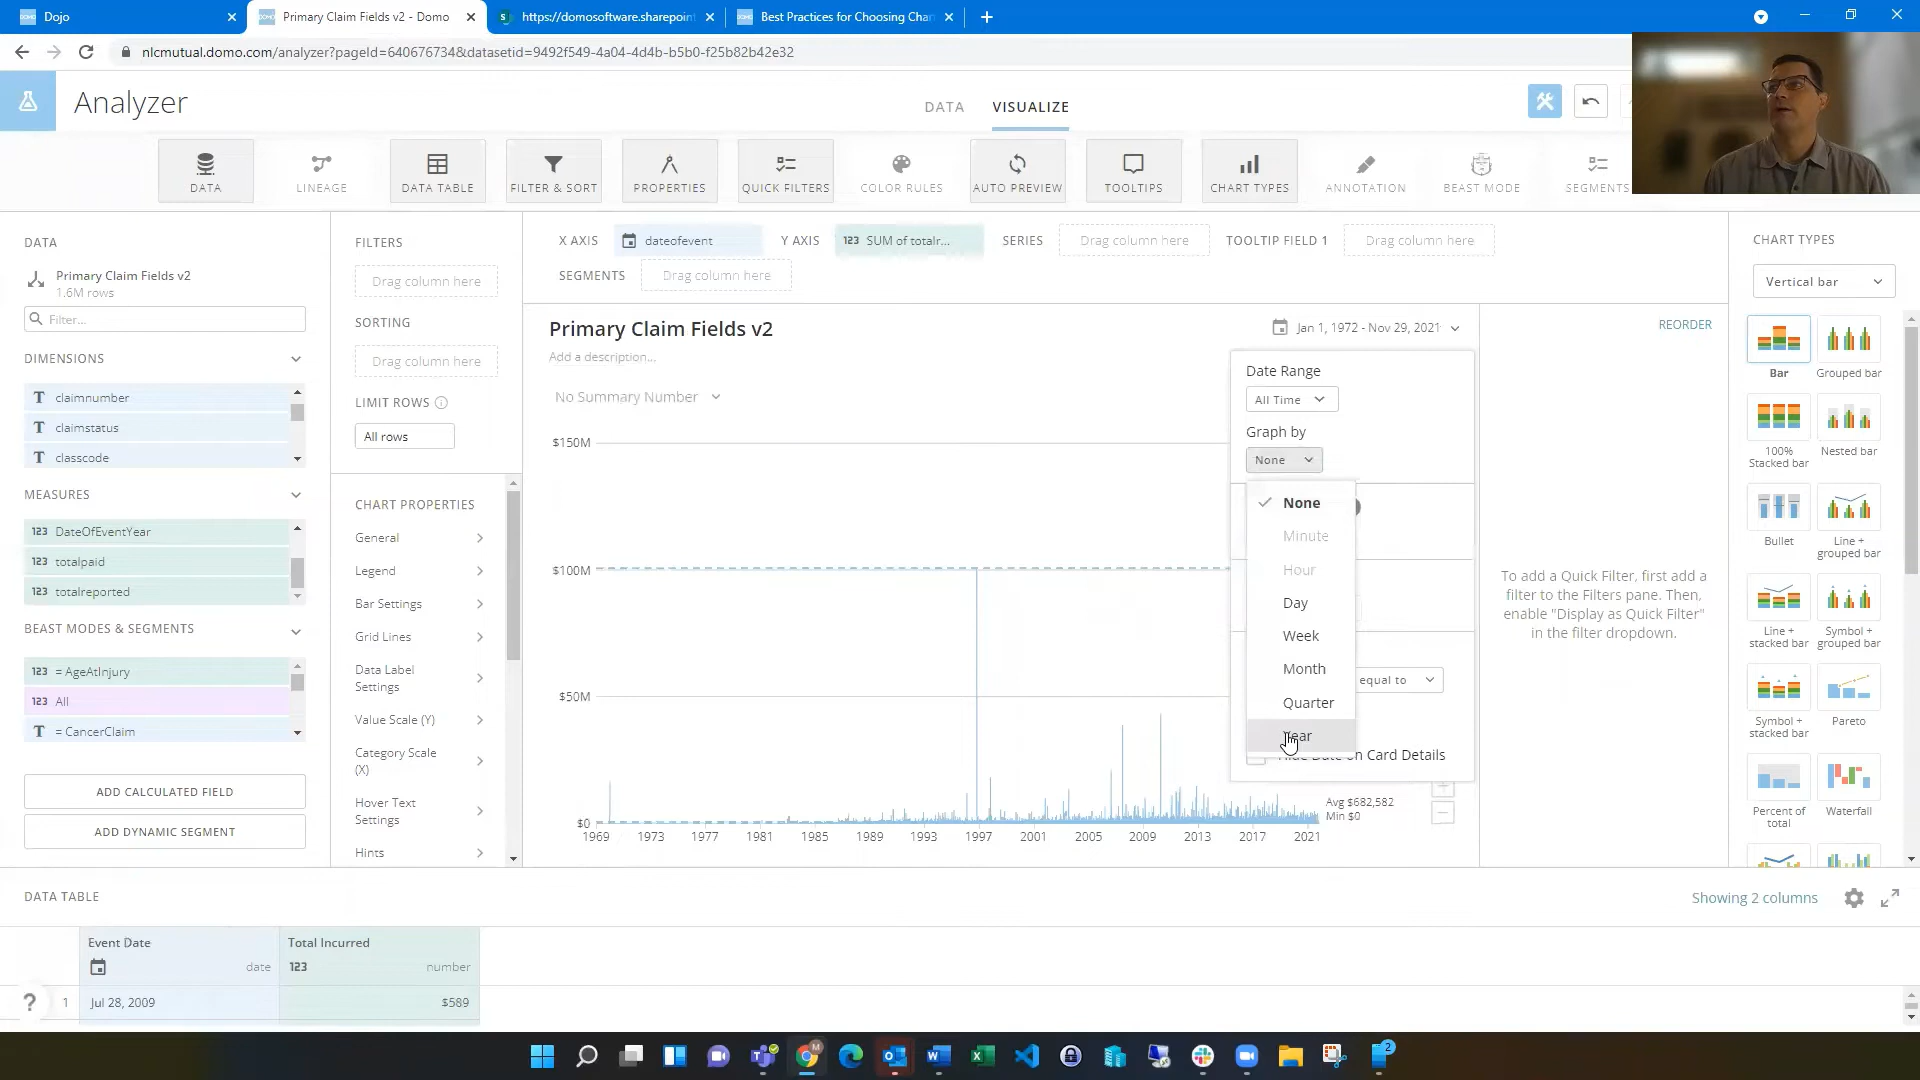 Dojo
Primary Claim Fields v2 - Domo
https://domosoftware.sharepoint
Best Practices for Choosing Char
nlcmutual.domo.com/analyzer?pageId=640676734&datasetid=9492f549-4a04-4d4b-b5b0-f25b82b42e32
Analyzer
DATA
VISUALIZE
DATA
LINEAGE
DATA TABLE
FILTER & SORT
PROPERTIES
QUICK FILTERS
COLOR RULES
AUTO PREVIEW
TOOLTIPS
CHART TYPES
ANNOTATION
BEAST MODE
SEGMENTS
DATA
Primary Claim Fields v2
1.6M rows
Filter...
DIMENSIONS
T claimnumber
T claimstatus
T classcode
MEASURES
123 DateOfEventYear
123 totalpaid
123 totalreported
BEAST MODES & SEGMENTS
123 = AgeAtInjury
123 All
T = CancerClaim
ADD CALCULATED FIELD
ADD DYNAMIC SEGMENT
FILTERS
Drag column here
SORTING
Drag column here
LIMIT ROWS
All rows
CHART PROPERTIES
General
Legend
Bar Settings
Grid Lines
Data Label
Settings
Value Scale (Y)
Category Scale
(X)
Hover Text
Settings
Hints
X AXIS
dateofevent
Y AXIS
123 SUM of totalr...
SERIES
Drag column here
TOOLTIP FIELD 1
Drag column here
SEGMENTS
Drag column here
Primary Claim Fields v2
Add a description...
No Summary Number
Jan 1, 1972 - Nov 29, 2021
Date Range
All Time
Graph by
None
None
Minute
Hour
Day
Week
Month
Quarter
Year
equal to
Hide Date on Card Details
$150M
$100M
$50M
$0
1969
1973
1977
1981
1985
1989
1993
1997
2001
2005
2009
2013
2017
2021
Avg $682,582
Min $0
REORDER
To add a Quick Filter, first add a
filter to the Filters pane. Then,
enable "Display as Quick Filter"
in the filter dropdown.
CHART TYPES
Vertical bar
Bar
Grouped bar
100%
Stacked bar
Nested bar
Bullet
Line +
grouped bar
Line +
stacked bar
Symbol +
grouped bar
Symbol +
stacked bar
Pareto
Percent of
total
Waterfall
DATA TABLE
Showing 2 columns
Event Date
date
Total Incurred
123
number
1
Jul 28, 2009
$589
?
M
2